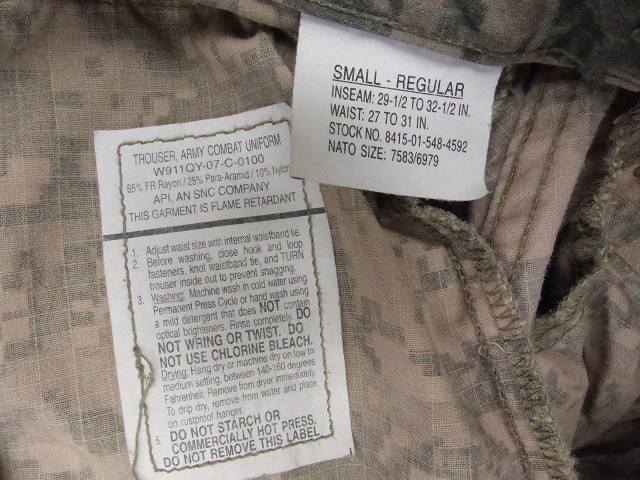 SMALL - REGULAR
INSEAM: 29-1/2 TO 32-1/2 IN.
WAIST: 27 TO 31 IN.
STOCK NO. 8415-01-548-4592
NATO SIZE: 7583/6979
TROUSER, ARMY COMBAT UNIFORM
W911QY-07-C-0100
65% FR Rayon / 25% Para-Aramid / 10% Nylon
API, AN SNC COMPANY
THIS GARMENT IS FLAME RETARDANT
1. Adjust waist size with internal waistband tie.
2. Before washing, close hook and loop
fasteners, knot waistband tie, and TURN
trouser inside out to prevent snagging.
3. Washing: Machine wash in cold water using
Permanent Press Cycle or hand wash using
a mild detergent that does NOT contain
optical brighteners. Rinse completely. DO
NOT WRING OR TWIST. DO
NOT USE CHLORINE BLEACH.
Drying: Hang dry or machine dry on low to
medium setting, between 140-160 degrees
Fahrenheit. Remove from dryer immediately.
To drip dry, remove from water and place
on rustproof hanger.
5. DO NOT STARCH OR
COMMERCIALLY HOT PRESS.
DO NOT REMOVE THIS LABEL